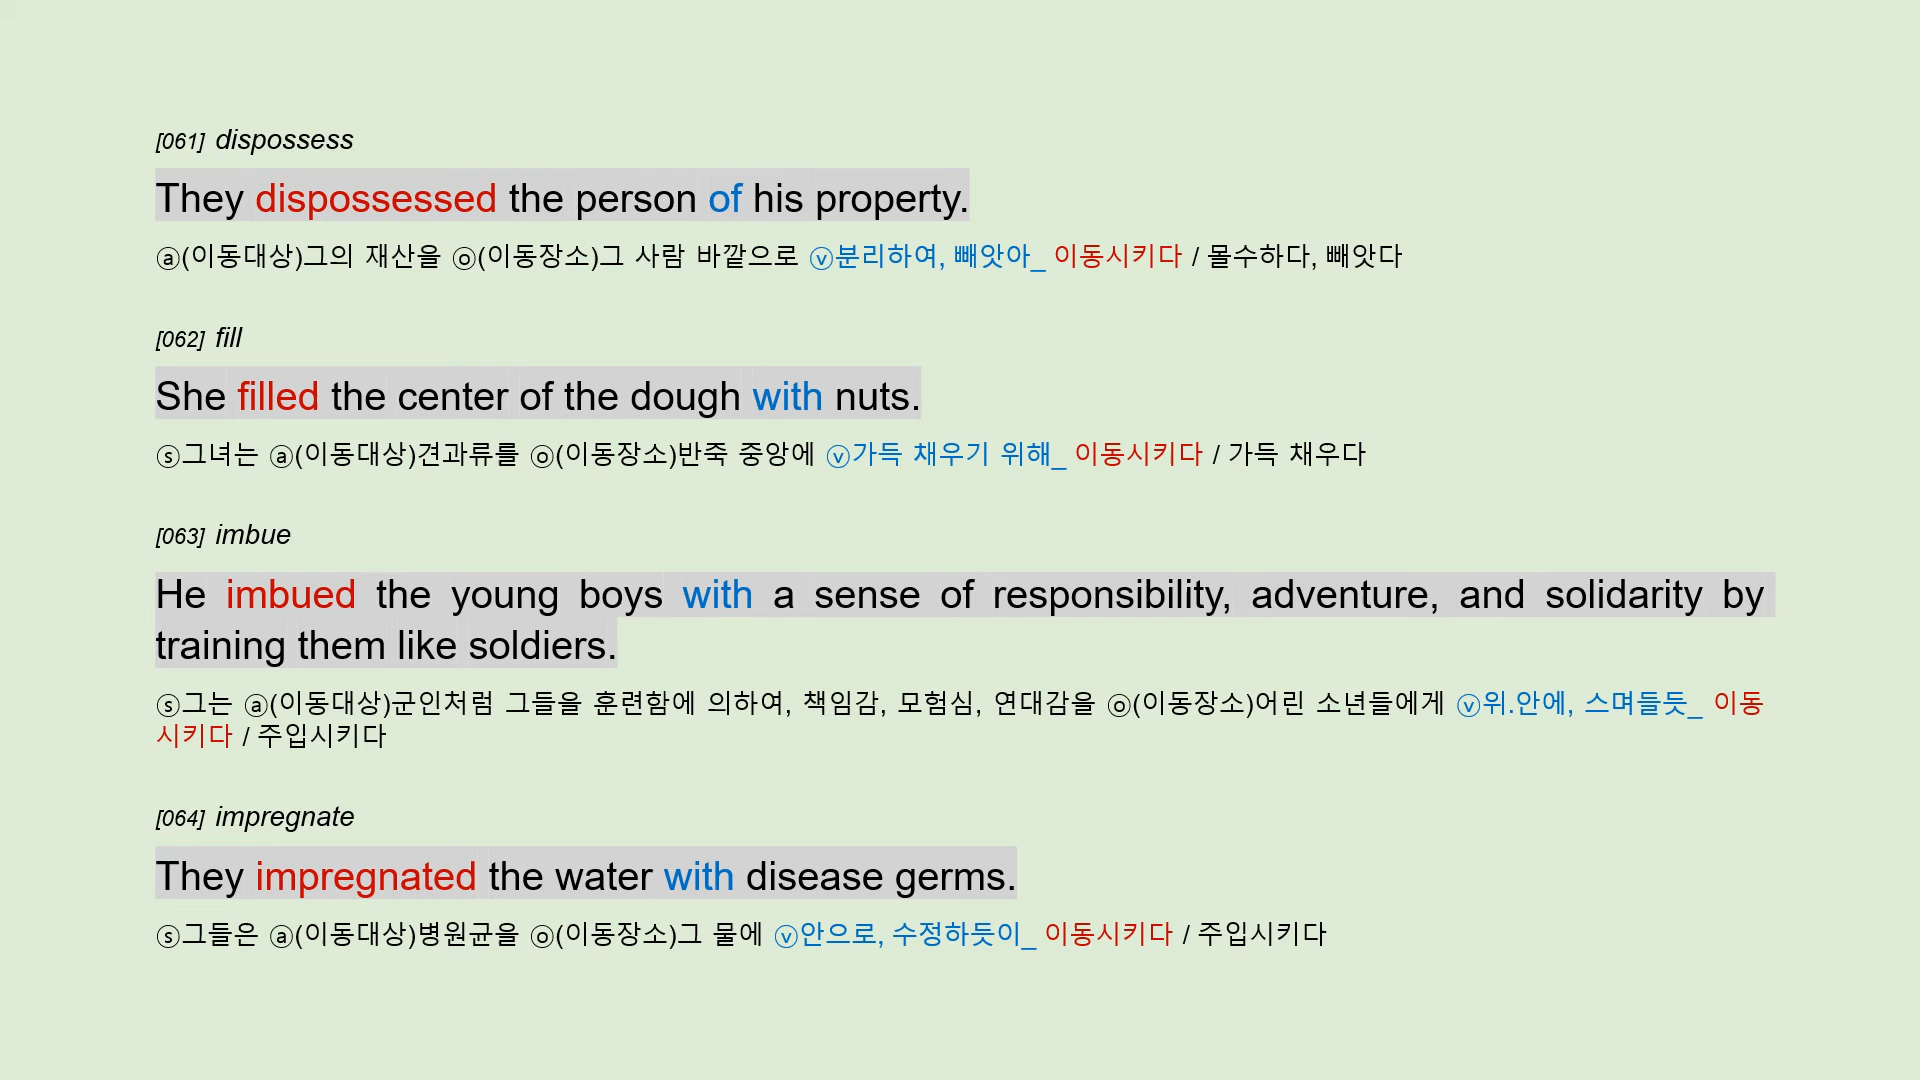 [061] dispossess
They dispossessed the person of his property.
ⓐ(이동대상)그의 재산을 ⓞ(이동장소)그 사람 바깥으로 ⓥ분리하여, 빼앗아_ 이동시키다 / 몰수하다, 빼앗다
[062] fill
She filled the center of the dough with nuts.
ⓢ그녀는 ⓐ(이동대상)견과류를 ⓞ(이동장소)반죽 중앙에 ⓥ가득 채우기 위해_ 이동시키다 / 가득 채우다
[063] imbue
He imbued the young boys with a sense of responsibility, adventure, and solidarity by
training them like soldiers.
ⓢ그는 ⓐ(이동대상)군인처럼 그들을 훈련함에 의하여, 책임감, 모험심, 연대감을 ⓞ(이동장소)어린 소년들에게 ⓥ위.안에, 스며들듯_ 이동
시키다 / 주입시키다
[064] impregnate
They impregnated the water with disease germs.
ⓢ그들은 ⓐ(이동대상)병원균을 ⓞ(이동장소)그 물에 ⓥ안으로, 수정하듯이_ 이동시키다 / 주입시키다